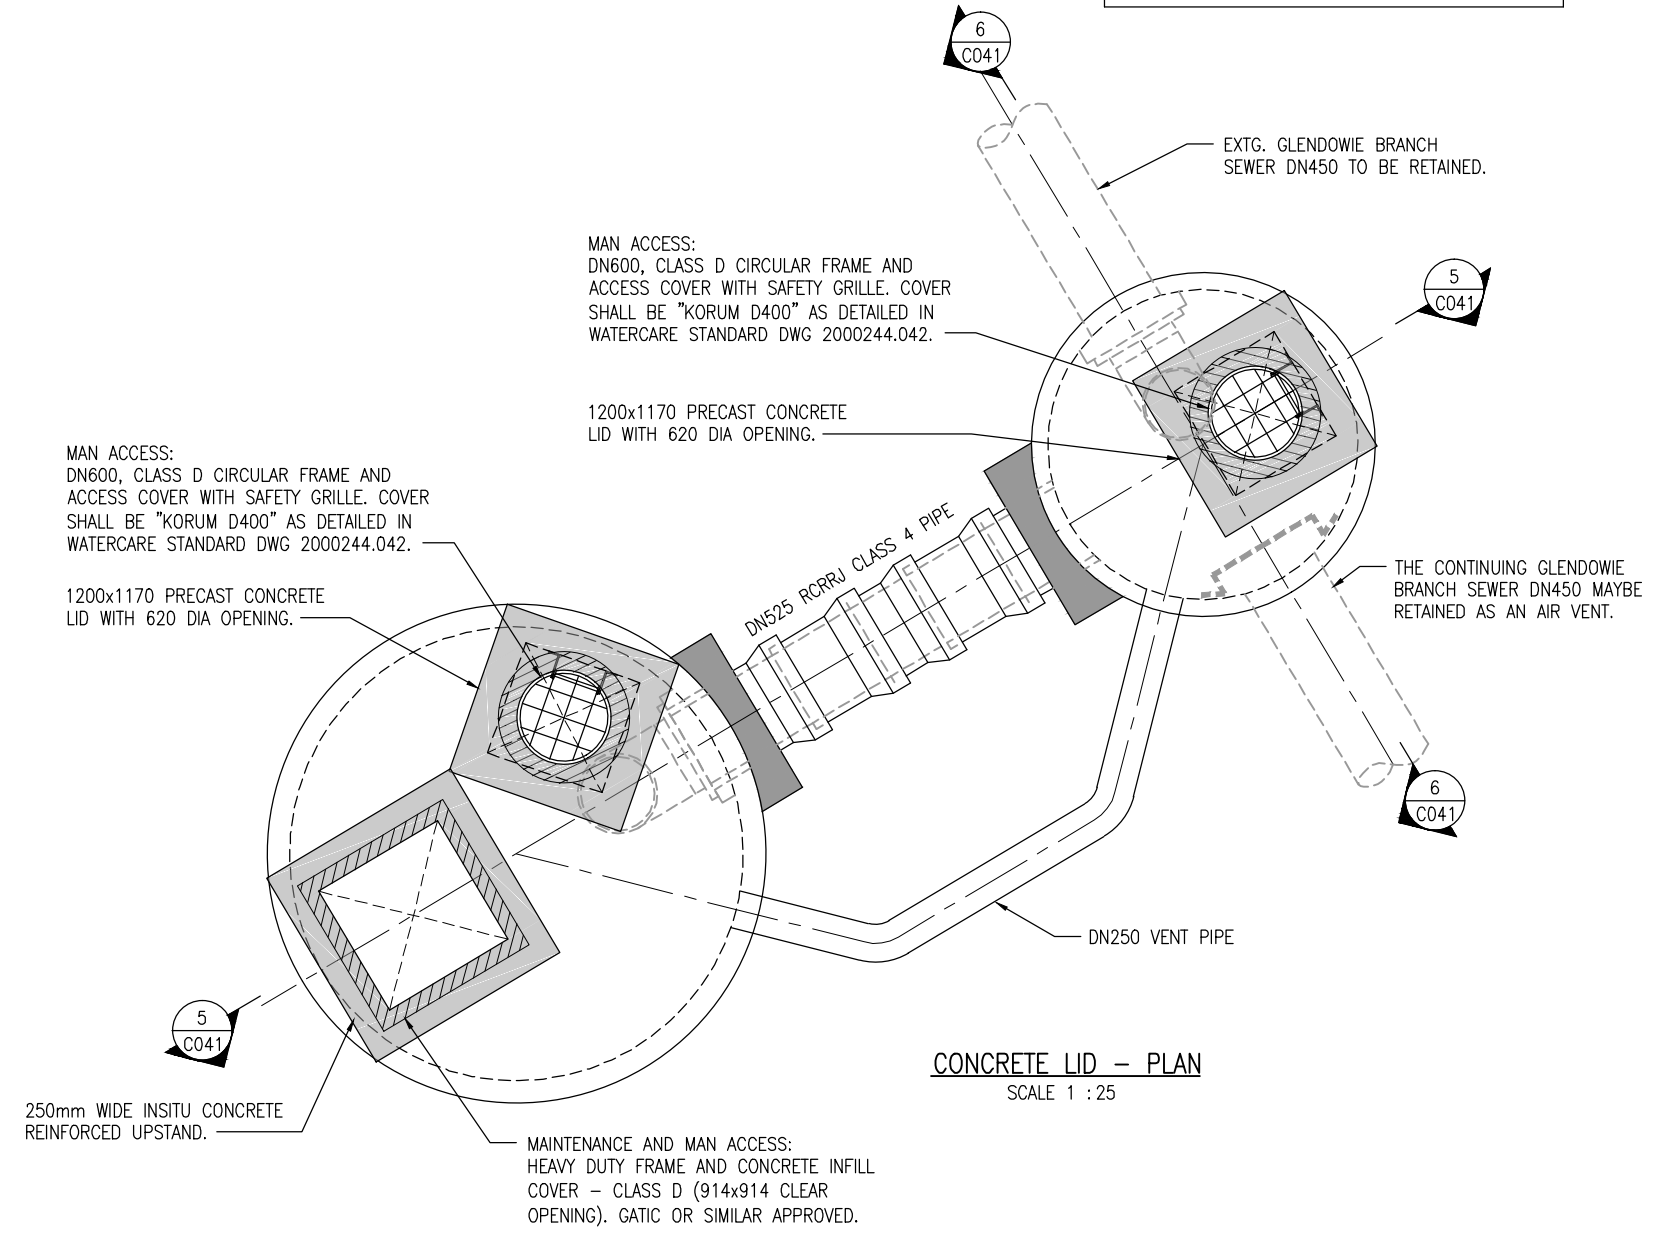 6
C041
EXTG. GLENDOWIE BRANCH
SEWER DN450 TO BE RETAINED.
MAN ACCESS:
DN600, CLASS D CIRCULAR FRAME AND
ACCESS COVER WITH SAFETY GRILLE. COVER
SHALL BE "KORUM D400" AS DETAILED IN
WATERCARE STANDARD DWG 2000244.042.
5
C041
1200x1170 PRECAST CONCRETE
LID WITH 620 DIA OPENING.
MAN ACCESS:
DN600, CLASS D CIRCULAR FRAME AND
ACCESS COVER WITH SAFETY GRILLE. COVER
SHALL BE "KORUM D400" AS DETAILED IN
WATERCARE STANDARD DWG 2000244.042.
1200x1170 PRECAST CONCRETE
LID WITH 620 DIA OPENING.
DN525 RCRRJ CLASS 4 PIPE
THE CONTINUING GLENDOWIE
BRANCH SEWER DN450 MAYBE
RETAINED AS AN AIR VENT.
6
C041
DN250 VENT PIPE
5
C041
CONCRETE LID – PLAN
SCALE 1 :25
250mm WIDE INSITU CONCRETE
REINFORCED UPSTAND.
MAINTENANCE AND MAN ACCESS:
HEAVY DUTY FRAME AND CONCRETE INFILL
COVER – CLASS D (914x914 CLEAR
OPENING). GATIC OR SIMILAR APPROVED.